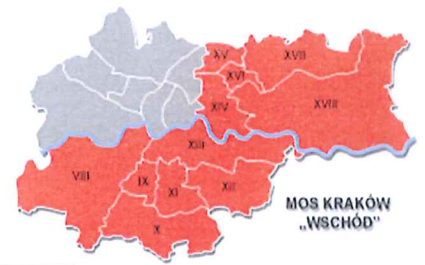 XV
XVII
XVI
XIV
XVIII
XIII
VIII
IX
XI
XII
X
MOS KRAKÓW
„WSCHÓD”